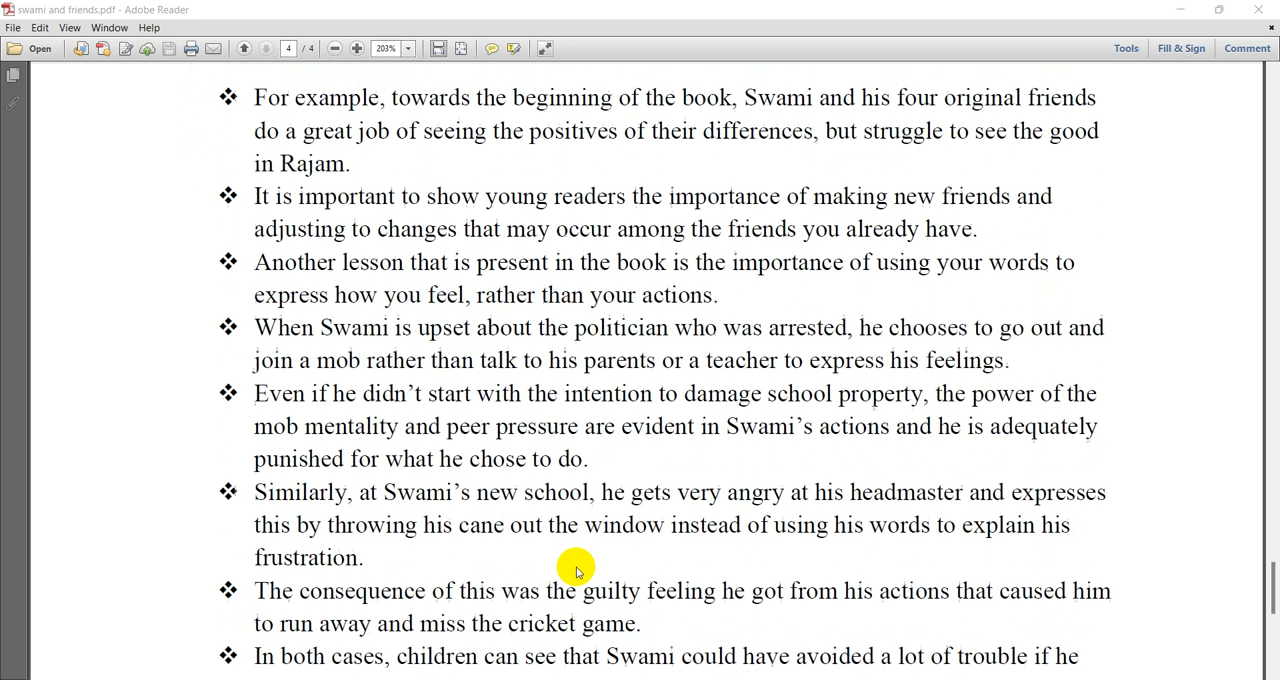 swami and friends.pdf - Adobe Reader
File Edit View Window Help
Open 4 / 4 203% Tools Fill & Sign Comment
❖ For example, towards the beginning of the book, Swami and his four original friends
do a great job of seeing the positives of their differences, but struggle to see the good
in Rajam.
❖ It is important to show young readers the importance of making new friends and
adjusting to changes that may occur among the friends you already have.
❖ Another lesson that is present in the book is the importance of using your words to
express how you feel, rather than your actions.
❖ When Swami is upset about the politician who was arrested, he chooses to go out and
join a mob rather than talk to his parents or a teacher to express his feelings.
❖ Even if he didn’t start with the intention to damage school property, the power of the
mob mentality and peer pressure are evident in Swami’s actions and he is adequately
punished for what he chose to do.
❖ Similarly, at Swami’s new school, he gets very angry at his headmaster and expresses
this by throwing his cane out the window instead of using his words to explain his
frustration.
❖ The consequence of this was the guilty feeling he got from his actions that caused him
to run away and miss the cricket game.
❖ In both cases, children can see that Swami could have avoided a lot of trouble if he